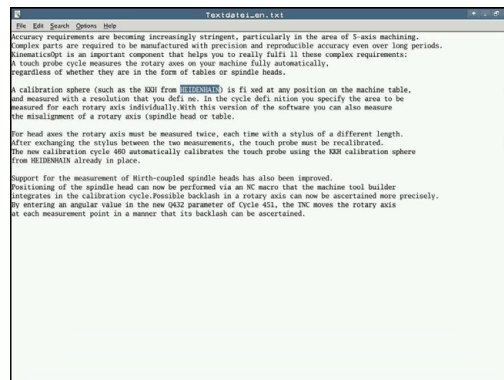 Textdatei_en.txt
File Edit Search Options Help
Accuracy requirements are becoming increasingly stringent, particularly in the area of 5-axis machining.
Complex parts are required to be manufactured with precision and reproducible accuracy even over long periods.
KinematicsOpt is an important component that helps you to really fulfi ll these complex requirements:
A touch probe cycle measures the rotary axes on your machine fully automatically,
regardless of whether they are in the form of tables or spindle heads.
A calibration sphere (such as the KKH from HEIDENHAIN) is fi xed at any position on the machine table,
and measured with a resolution that you defi ne. In the cycle defi nition you specify the area to be
measured for each rotary axis individually.With this version of the software you can also measure
the misalignment of a rotary axis (spindle head or table.
For head axes the rotary axis must be measured twice, each time with a stylus of a different length.
After exchanging the stylus between the two measurements, the touch probe must be recalibrated.
The new calibration cycle 460 automatically calibrates the touch probe using the KKH calibration sphere
from HEIDENHAIN already in place.
Support for the measurement of Hirth-coupled spindle heads has also been improved.
Positioning of the spindle head can now be performed via an NC macro that the machine tool builder
integrates in the calibration cycle.Possible backlash in a rotary axis can now be ascertained more precisely.
By entering an angular value in the new Q432 parameter of Cycle 451, the TNC moves the rotary axis
at each measurement point in a manner that its backlash can be ascertained.